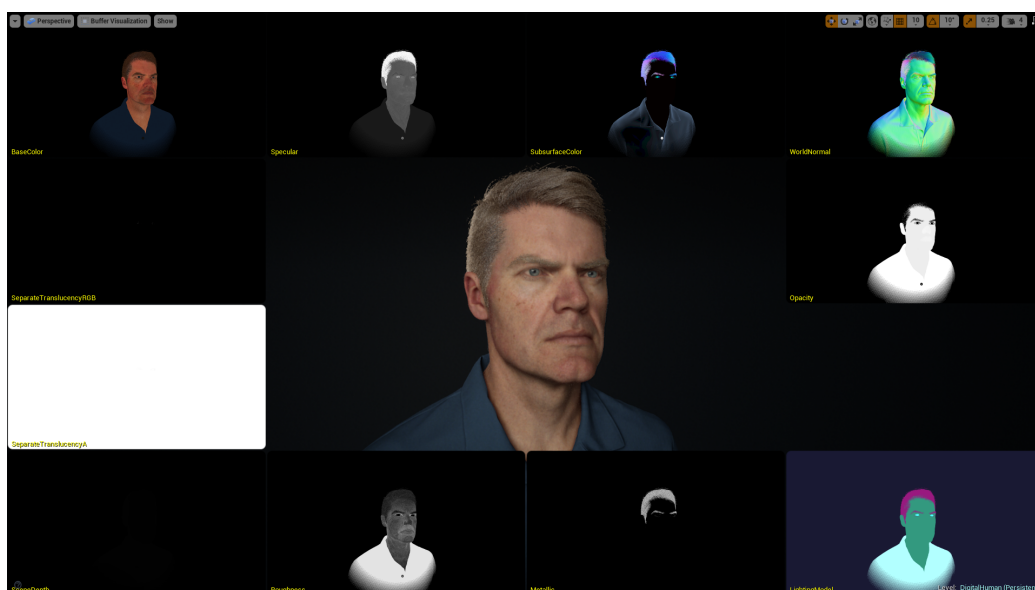 Perspective
Buffer Visualization
Show
10
10°
0.25
4
BaseColor
Specular
SubsurfaceColor
WorldNormal
SeparateTranslucencyRGB
Opacity
SeparateTranslucencyA
SceneDepth
Roughness
Metallic
LightingModel
Level: DigitalHuman (Persisten